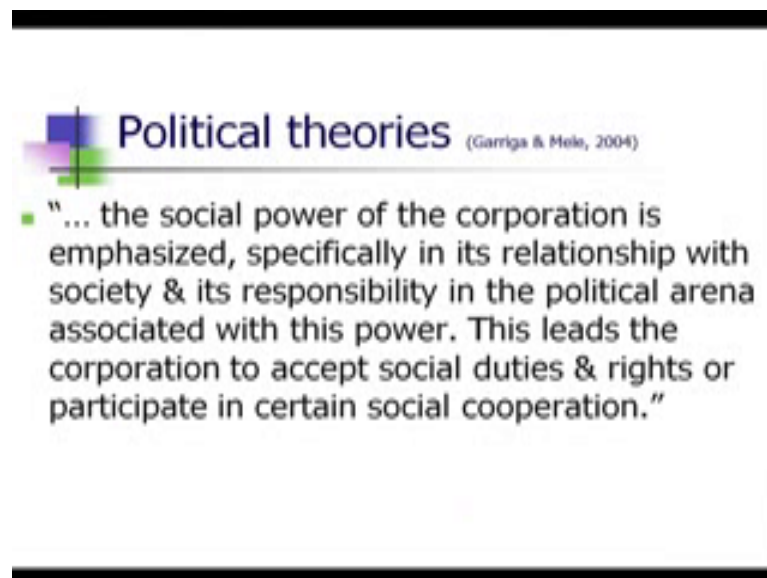 Political theories (Garriga & Mele, 2004)
"... the social power of the corporation is
emphasized, specifically in its relationship with
society & its responsibility in the political arena
associated with this power. This leads the
corporation to accept social duties & rights or
participate in certain social cooperation."